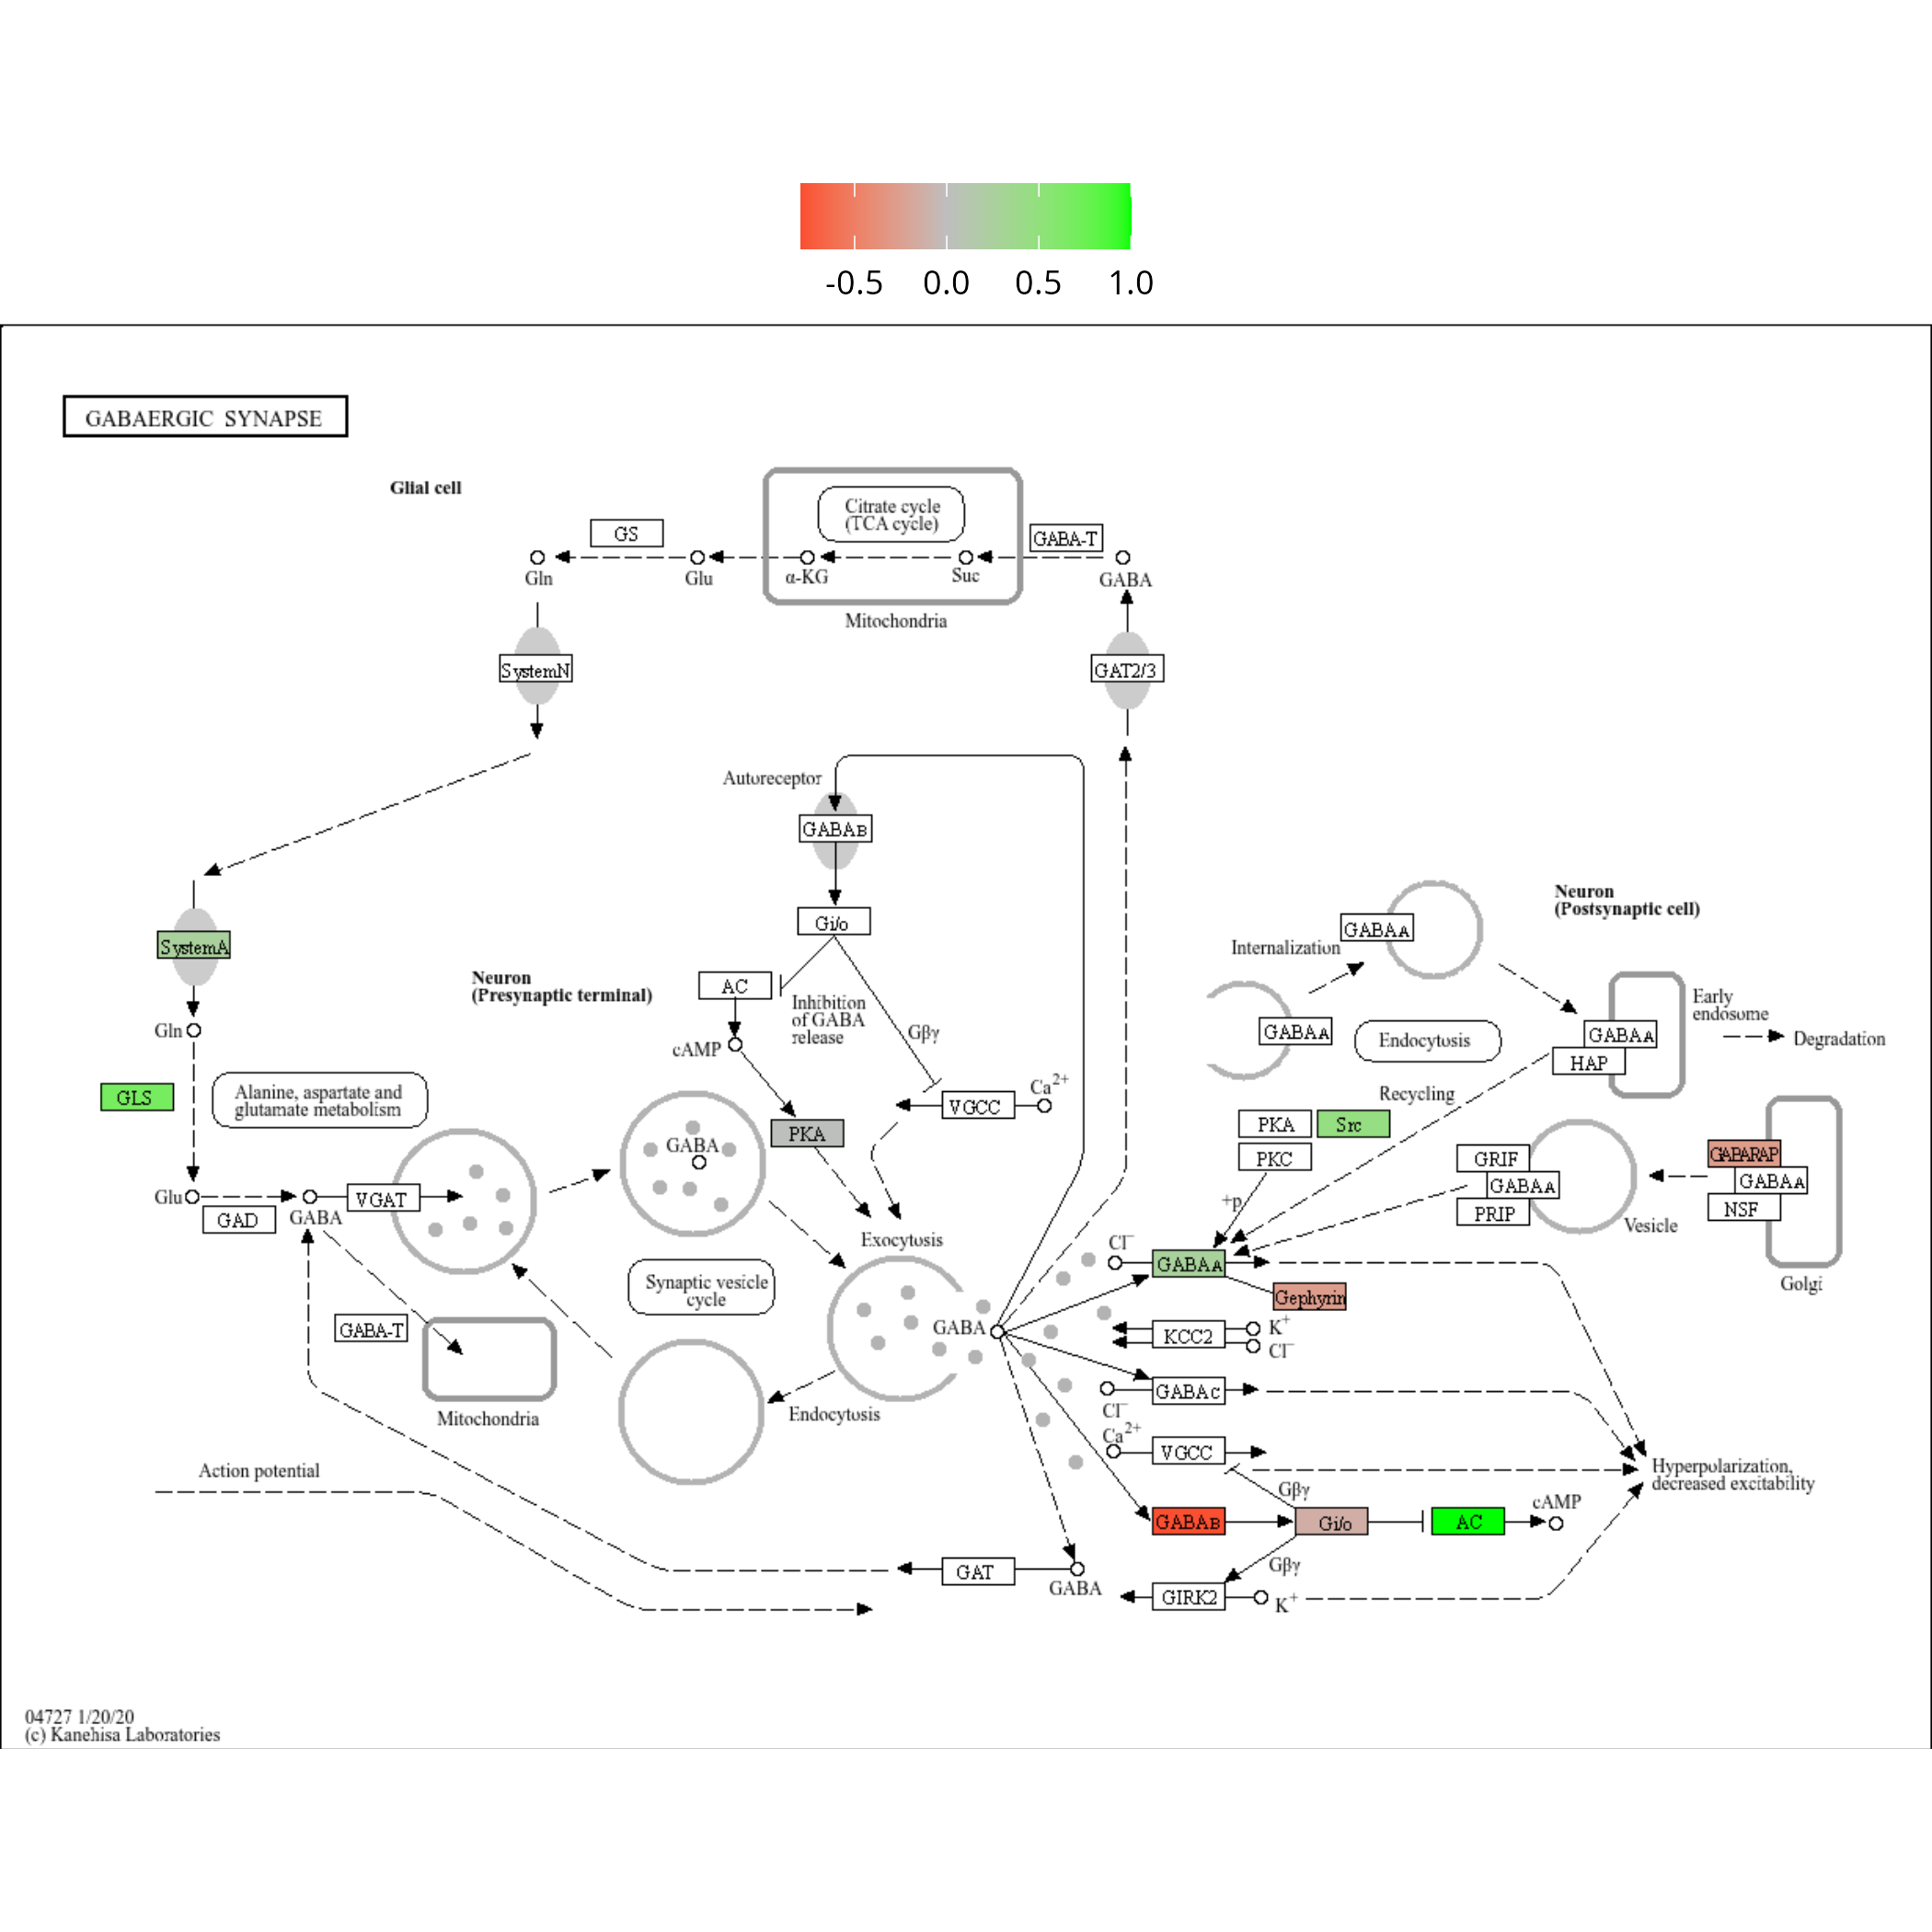 -0.5 0.0 0.5 1.0
GABAERGIC SYNAPSE
Glial cell
Citrate cycle
(TCA cycle)
GS
GABA-T
Gln
Glu
α-KG
Suc
GABA
Mitochondria
SystemN
GAT2/3
Autoreceptor
GABAB
Gi/o
SystemA
Neuron
(Presynaptic terminal)
AC
Inhibition
of GABA
release
Gβγ
cAMP
Gln
GLS
Alanine, aspartate and
glutamate metabolism
VGCC
Ca2+
PKA
GABA
Glu
GAD
GABA
VGAT
Exocytosis
Synaptic vesicle
cycle
GABA-T
Mitochondria
GABA
Endocytosis
Action potential
GAT
GABA
Neuron
(Postsynaptic cell)
GABAA
Internalization
GABAA
Endocytosis
GABAA
HAP
Early
endosome
Degradation
Recycling
PKA
Src
PKC
+p
GRIF
GABAA
PRIP
Vesicle
GABARAP
GABAA
NSF
Golgi
Cl−
GABAA
Gephyrin
KCC2
K+
Cl−
GABAC
Cl−
Ca2+
VGCC
Gβγ
Hyperpolarization,
decreased excitability
GABAB
Gi/o
AC
cAMP
Gβγ
GIRK2
K+
04727 1/20/20
(c) Kanehisa Laboratories